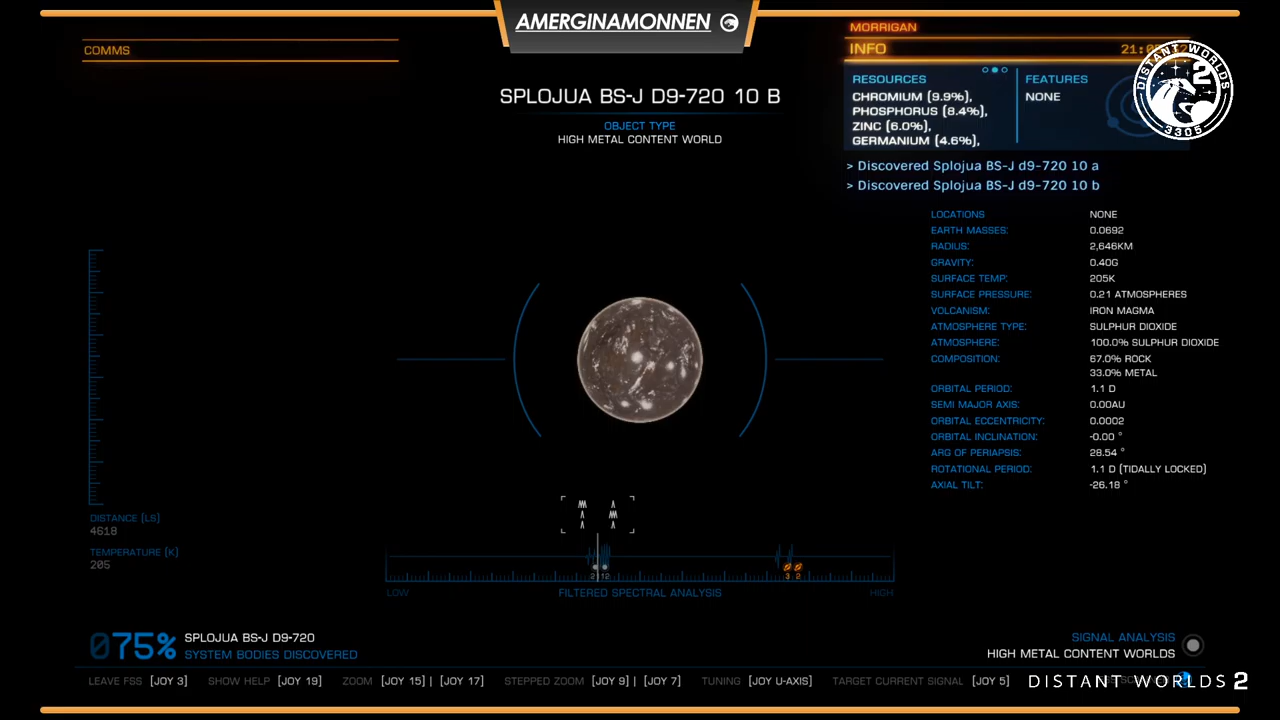 AMERGINAMONNEN
MORRIGAN
COMMS
INFO
DISTANT WORLDS
2
3305
RESOURCES
CHROMIUM (9.9%),
PHOSPHORUS (8.4%),
ZINC (6.0%),
GERMANIUM (4.6%),
FEATURES
NONE
SPLOJUA BS-J D9-720 10 B
OBJECT TYPE
HIGH METAL CONTENT WORLD
> Discovered Splojua BS-J d9-720 10 a
> Discovered Splojua BS-J d9-720 10 b
LOCATIONS NONE
EARTH MASSES: 0.0692
RADIUS: 2,646KM
GRAVITY: 0.40G
SURFACE TEMP: 205K
SURFACE PRESSURE: 0.21 ATMOSPHERES
VOLCANISM: IRON MAGMA
ATMOSPHERE TYPE: SULPHUR DIOXIDE
ATMOSPHERE: 100.0% SULPHUR DIOXIDE
COMPOSITION: 67.0% ROCK
33.0% METAL
ORBITAL PERIOD: 1.1 D
SEMI MAJOR AXIS: 0.00AU
ORBITAL ECCENTRICITY: 0.0002
ORBITAL INCLINATION: -0.00 °
ARG OF PERIAPSIS: 28.54 °
ROTATIONAL PERIOD: 1.1 D (TIDALLY LOCKED)
AXIAL TILT: -26.18 °
DISTANCE (LS)
4618
TEMPERATURE (K)
205
3 2
LOW FILTERED SPECTRAL ANALYSIS HIGH
075% SPLOJUA BS-J D9-720
SYSTEM BODIES DISCOVERED
SIGNAL ANALYSIS
HIGH METAL CONTENT WORLDS
LEAVE FSS [JOY 3] SHOW HELP [JOY 19] ZOOM [JOY 15] | [JOY 17] STEPPED ZOOM [JOY 9] | [JOY 7] TUNING [JOY U-AXIS] TARGET CURRENT SIGNAL [JOY 5]
DISTANT WORLDS 2